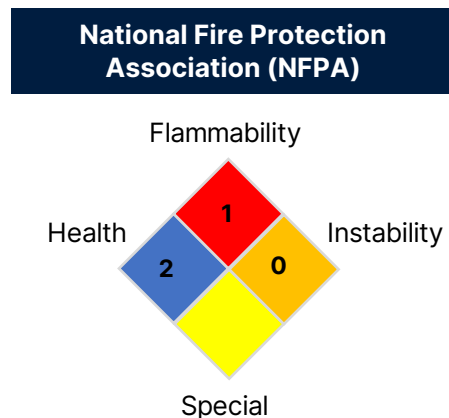 National Fire Protection
Association (NFPA)
Flammability
1
Health
Instability
2
0
Special